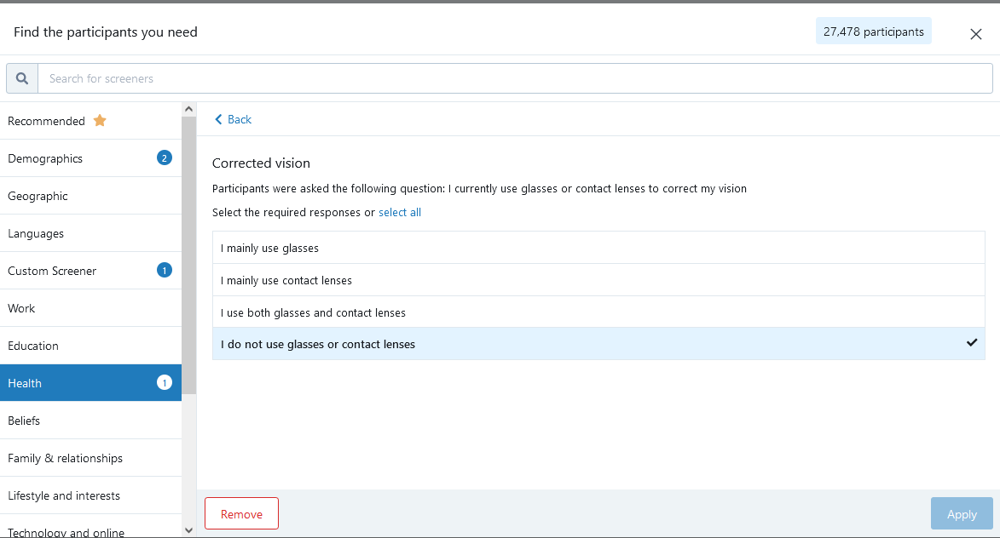 Find the participants you need
27,478 participants
Search for screeners
Recommended
Demographics 2
Geographic
Languages
Custom Screener 1
Work
Education
Health 1
Beliefs
Family & relationships
Lifestyle and interests
Technology and online
Back
Corrected vision
Participants were asked the following question: I currently use glasses or contact lenses to correct my vision
Select the required responses or select all
I mainly use glasses
I mainly use contact lenses
I use both glasses and contact lenses
I do not use glasses or contact lenses
Remove
Apply